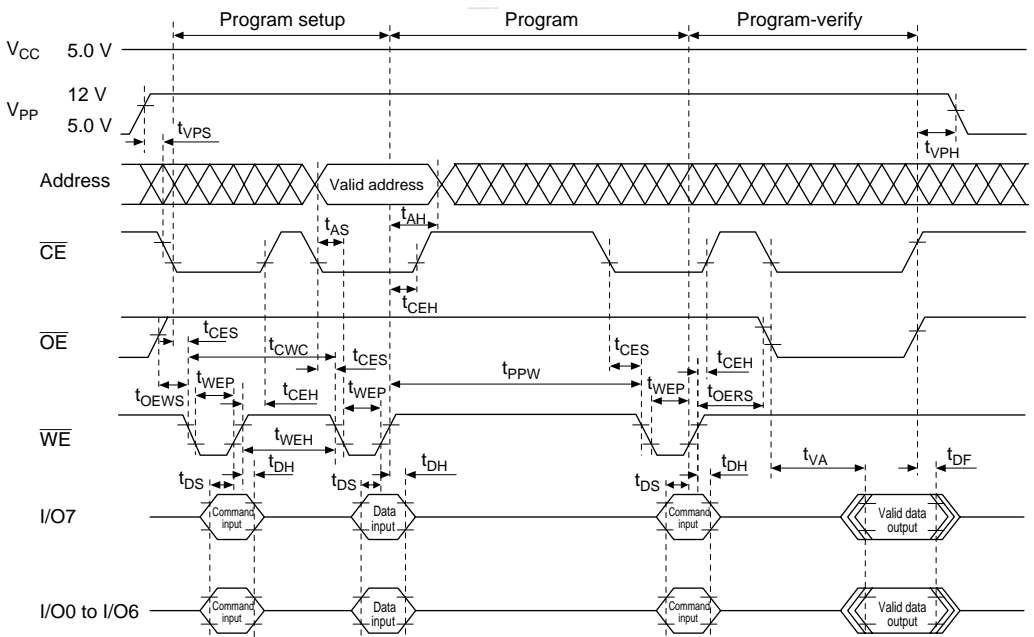 Program setup Program Program-verify
VCC 5.0 V
12 V
VPP
5.0 V
tVPS
tVPH
Address Valid address
tAS tAH
CE
tCEH
OE
tCES tCWC tCES tPPW tCES tCEH
tOEWS tWEP tCEH tWEP tWEP tOERS
WE
tWEH
tDS tDH tDS tDH tDS tDH tVA tDF
I/O7
Command input
Data input
Command input
Valid data output
I/O0 to I/O6
Command input
Data input
Command input
Valid data output